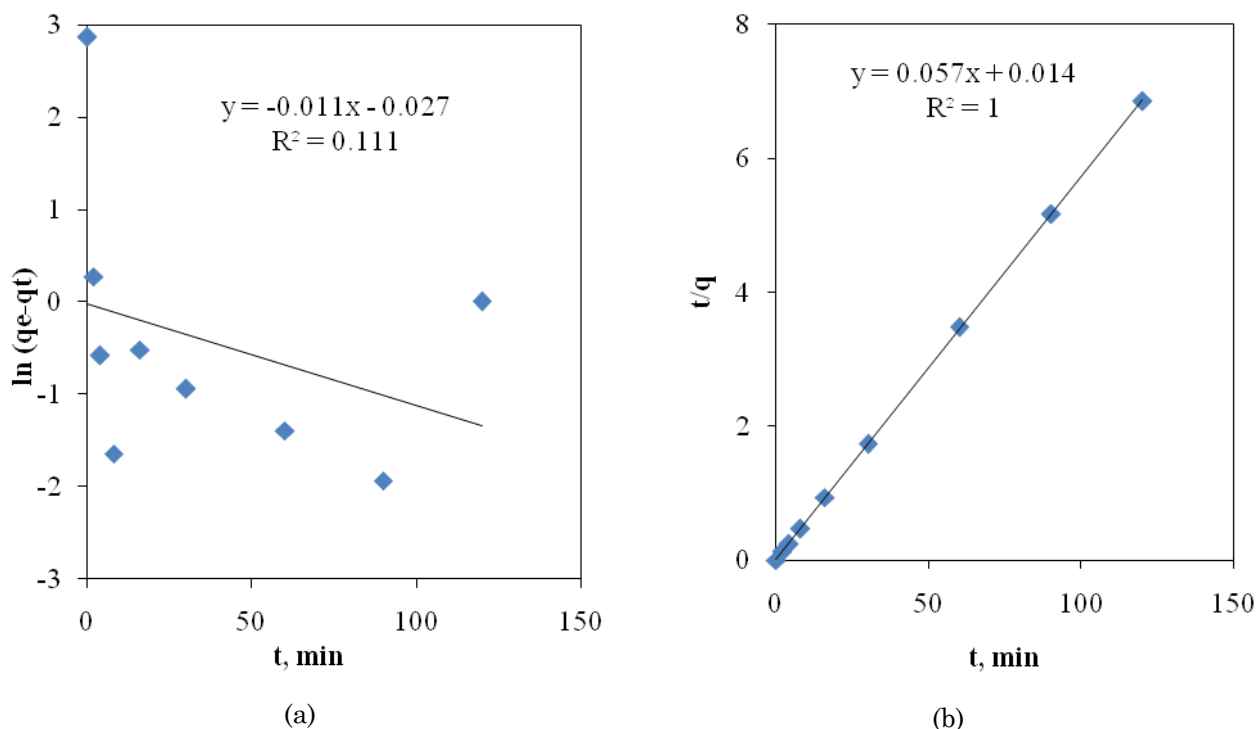 3
2
1
0
-1
-2
-3
ln (qe-qt)
y = -0.011x - 0.027
R² = 0.111
0 50 100 150
t, min
(a)
8
6
4
2
0
t/q
y = 0.057x + 0.014
R² = 1
0 50 100 150
t, min
(b)